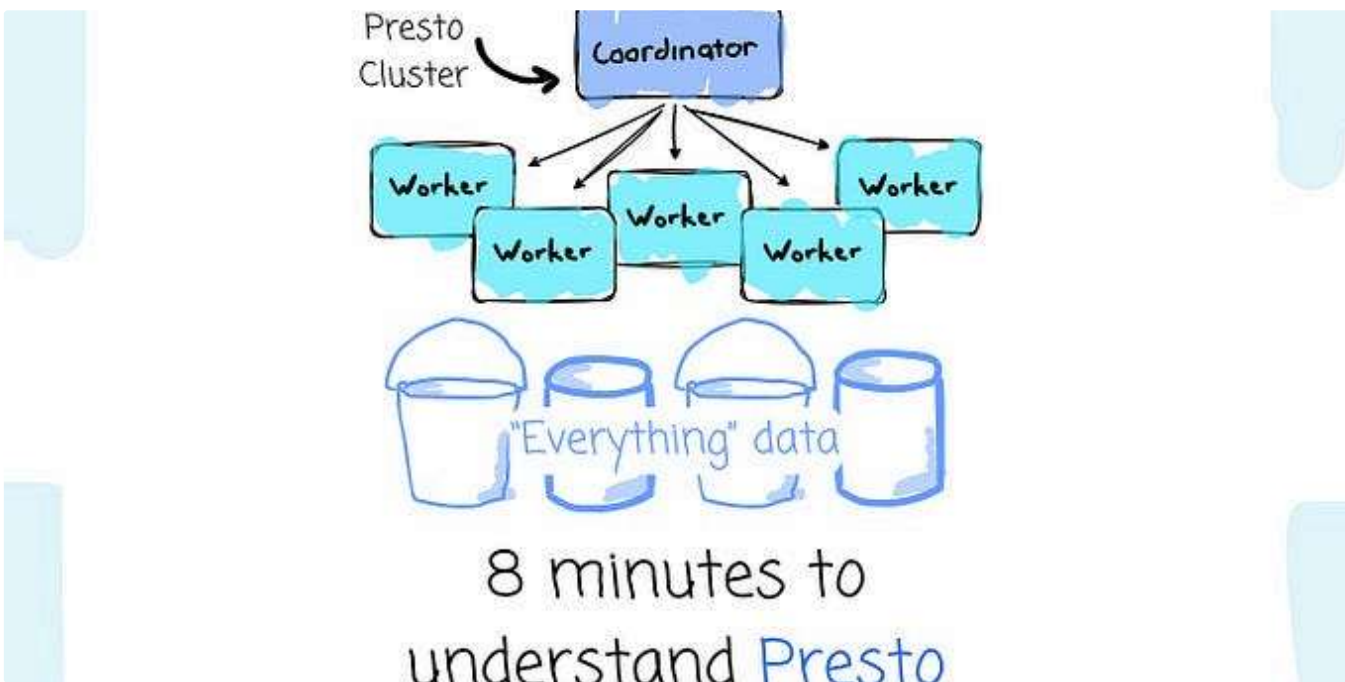 Presto
Cluster
Coordinator
Worker
Worker
Worker
Worker
Worker
"Everything" data
8 minutes to
understand Presto